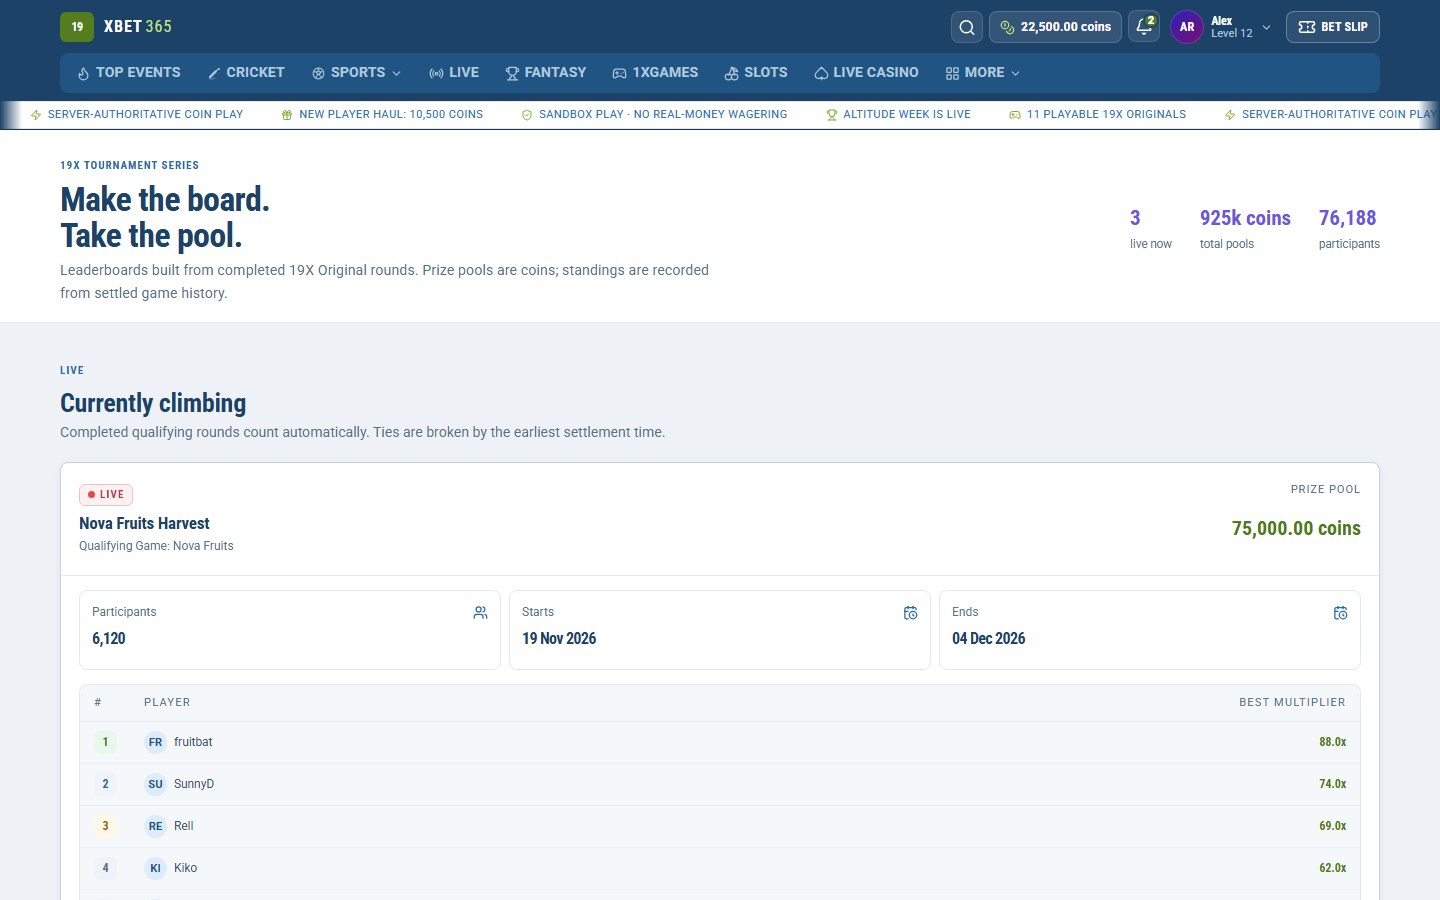 19 XBET 365
22,500.00 coins
2
AR
Alex
Level 12
BET SLIP
TOP EVENTS CRICKET SPORTS LIVE FANTASY 1XGAMES SLOTS LIVE CASINO MORE
SERVER-AUTHORITATIVE COIN PLAY NEW PLAYER HAUL: 10,500 COINS SANDBOX PLAY · NO REAL-MONEY WAGERING ALTITUDE WEEK IS LIVE 11 PLAYABLE 19X ORIGINALS SERVER-AUTHORITATIVE COIN PLAY
19X TOURNAMENT SERIES
Make the board.
Take the pool.
Leaderboards built from completed 19X Original rounds. Prize pools are coins; standings are recorded
from settled game history.
3 925k coins 76,188
live now total pools participants
LIVE
Currently climbing
Completed qualifying rounds count automatically. Ties are broken by the earliest settlement time.
LIVE
Nova Fruits Harvest
Qualifying Game: Nova Fruits
PRIZE POOL
75,000.00 coins
Participants
6,120
Starts
19 Nov 2026
Ends
04 Dec 2026
# PLAYER BEST MULTIPLIER
1 FR fruitbat 88.0x
2 SU SunnyD 74.0x
3 RE Rell 69.0x
4 KI Kiko 62.0x